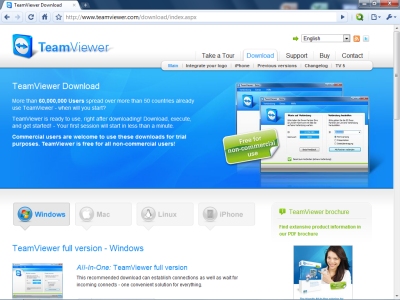 TeamViewer Download
http://www.teamviewer.com/download/index.aspx
English
TeamViewer
Take a Tour
Download
Support
Buy
Contact
Main
Integrate your logo
iPhone
Previous versions
Changelog
TV 5
TeamViewer Download
More than 60,000,000 Users spread over more than 50 countries already
use TeamViewer - when will you start?
TeamViewer is ready to use, right after downloading! Download, execute,
and get started! - Your first session will start in less than a minute.
Commercial users are welcome to use these downloads for trial
purposes. TeamViewer is free for all non-commercial users!
Free for
non-commercial
use
Windows
Mac
Linux
iPhone
TeamViewer brochure
Find extensive product information in
our PDF brochure
TeamViewer full version - Windows
All-In-One: TeamViewer full version
This recommended download can establish connections as well as wait for
incoming connects - one convenient solution for everything.